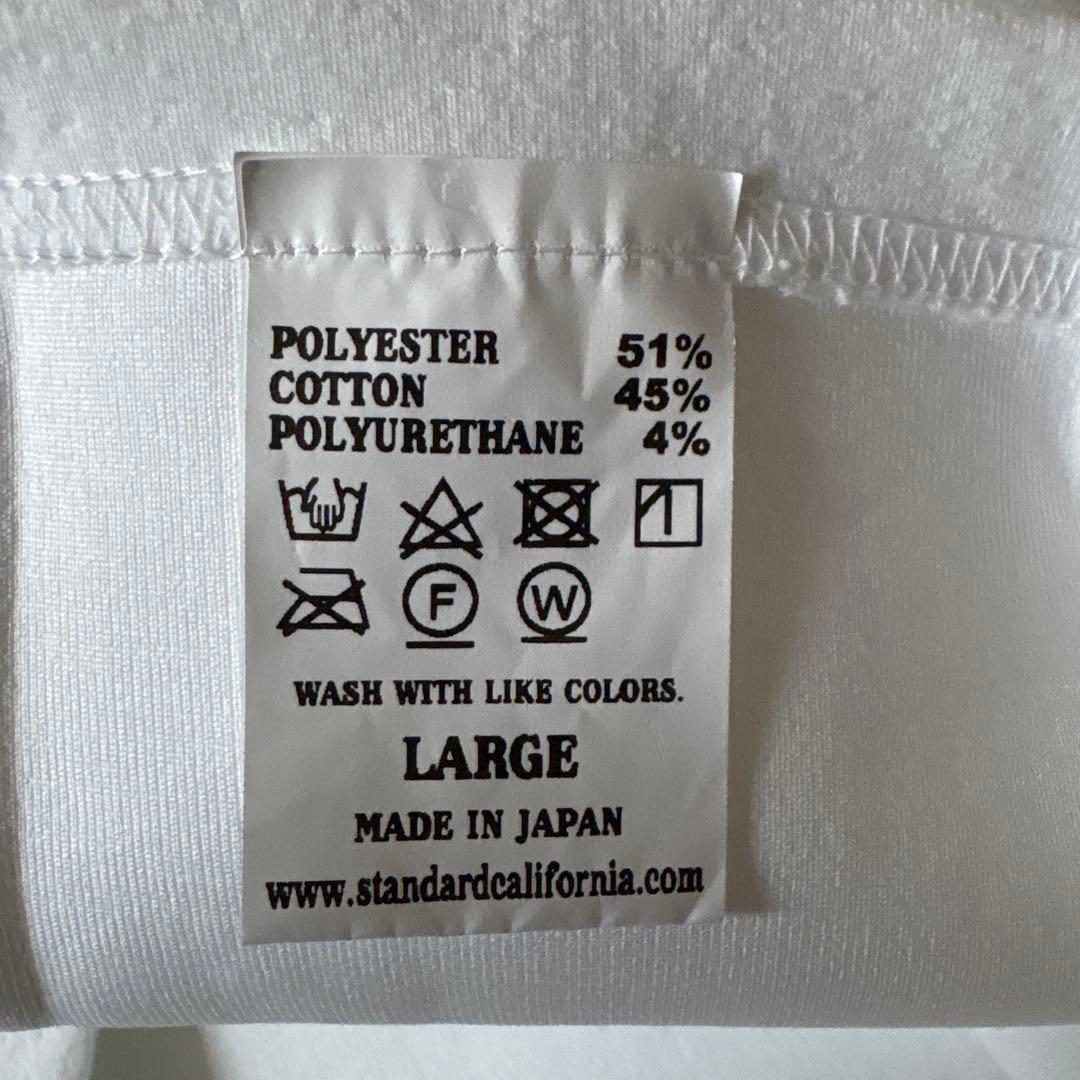 POLYESTER 51%
COTTON 45%
POLYURETHANE 4%
F W
WASH WITH LIKE COLORS.
LARGE
MADE IN JAPAN
www.standardcalifornia.com